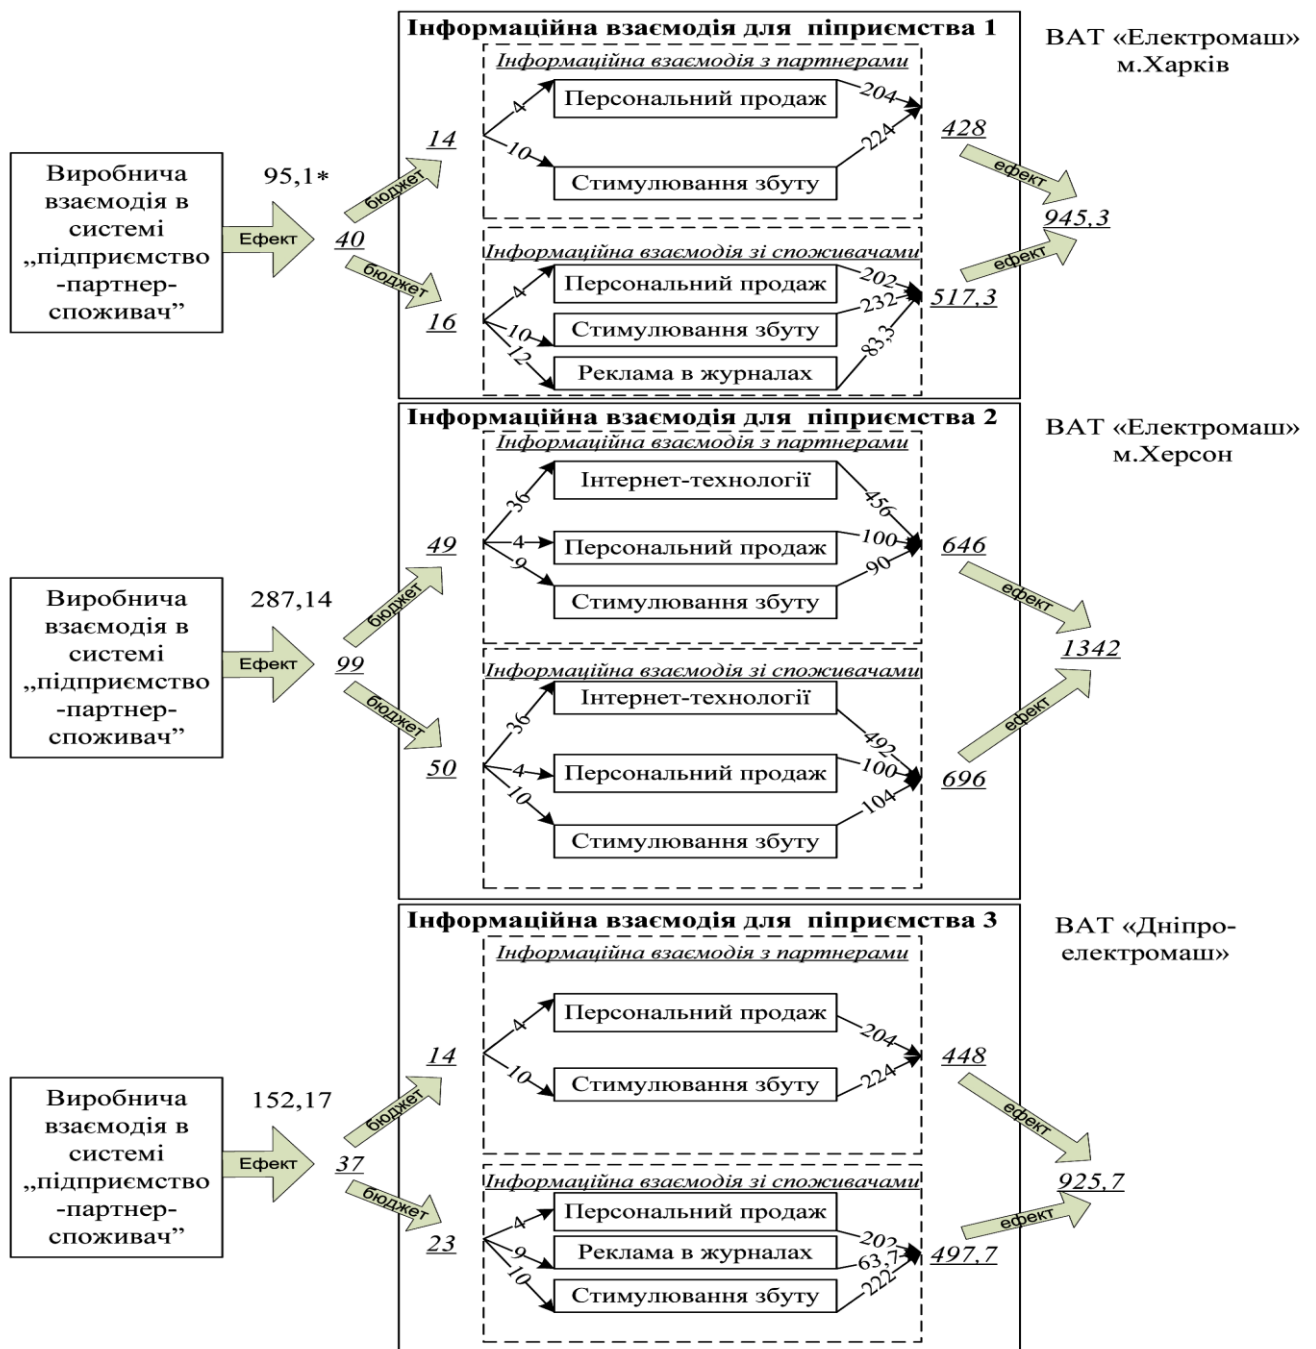 Інформаційна взаємодія для піприємства 1
ВАТ «Електромаш»
м.Харків
Інформаційна взаємодія з партнерами
Персональний продаж
Стимулювання збуту
4
10
204
224
14
428
Виробнича
взаємодія в
системі
„підприємство
-партнер-
споживач”
95,1*
Ефект
40
бюджет
бюджет
ефект
ефект
945,3
Інформаційна взаємодія зі споживачами
Персональний продаж
Стимулювання збуту
Реклама в журналах
4
10
12
202
232
83,3
16
517,3
Інформаційна взаємодія для піприємства 2
ВАТ «Електромаш»
м.Херсон
Інформаційна взаємодія з партнерами
Інтернет-технології
Персональний продаж
Стимулювання збуту
36
4
9
456
100
90
49
646
Виробнича
взаємодія в
системі
„підприємство
-партнер-
споживач”
287,14
Ефект
99
бюджет
бюджет
ефект
ефект
1342
Інформаційна взаємодія зі споживачами
Інтернет-технології
Персональний продаж
Стимулювання збуту
36
4
10
492
100
104
50
696
Інформаційна взаємодія для піприємства 3
ВАТ «Дніпро-
електромаш»
Інформаційна взаємодія з партнерами
Персональний продаж
Стимулювання збуту
4
10
204
224
14
448
Виробнича
взаємодія в
системі
„підприємство
-партнер-
споживач”
152,17
Ефект
37
бюджет
бюджет
ефект
ефект
925,7
Інформаційна взаємодія зі споживачами
Персональний продаж
Реклама в журналах
Стимулювання збуту
4
9
10
202
63,7
222
23
497,7